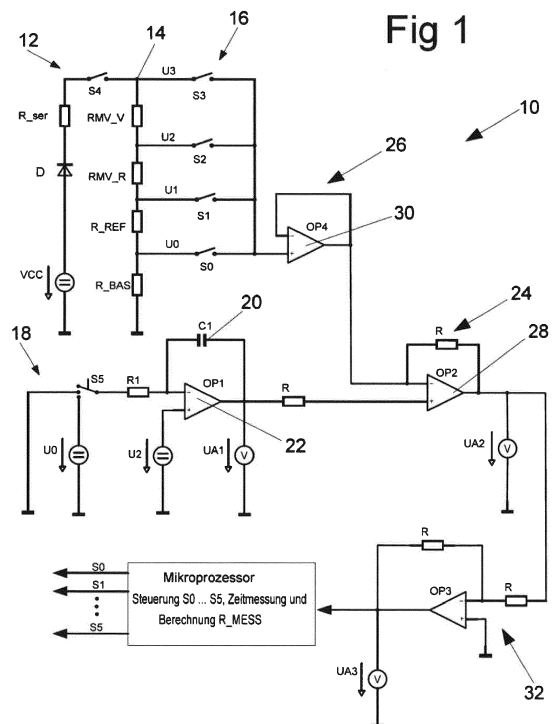 Fig 1
12
14
16
10
S4
U3
S3
R_ser
RMV_V
D
U2
S2
RMV_R
26
U1
S1
R_REF
OP4
30
U0
S0
VCC
R_BAS
18
20
C1
24
S5
R1
OP1
R
28
R
OP2
22
U0
U2
UA1
V
UA2
V
S0
S1
S5
Mikroprozessor
Steuerung S0 ... S5, Zeitmessung und
Berechnung R_MESS
R
R
OP3
32
UA3
V